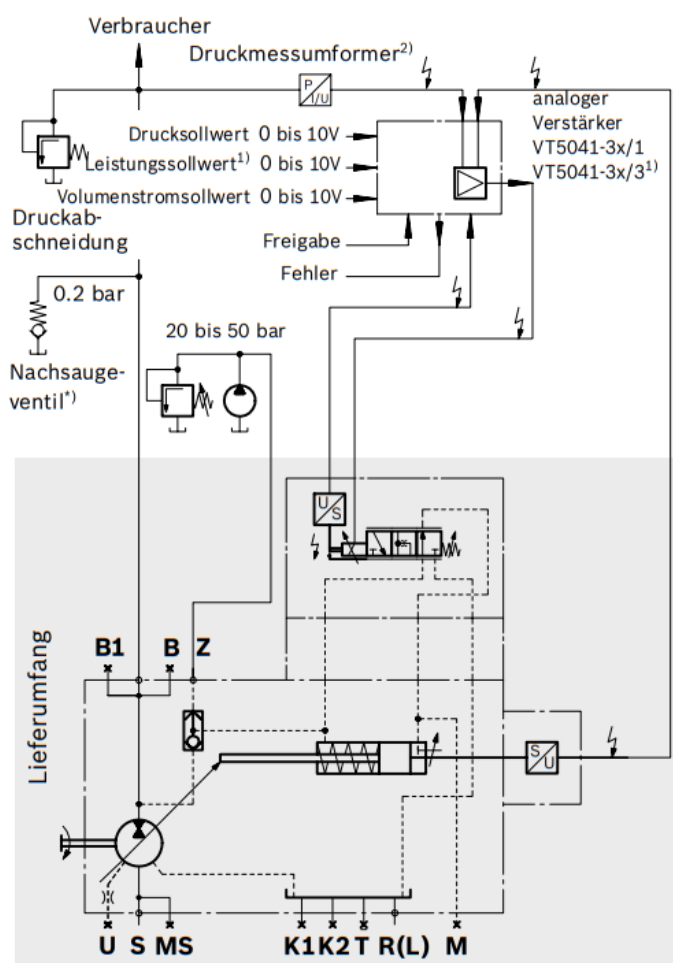 Verbraucher
Druckmessumformer2)
P
I/U
analoger
Verstärker
VT5041-3x/1
VT5041-3x/31)
Drucksollwert 0 bis 10V
Leistungssollwert1) 0 bis 10V
Volumenstromsollwert 0 bis 10V
Druckab-
schneidung
Freigabe
Fehler
0.2 bar
20 bis 50 bar
Nachsauge-
ventil*)
U
S
Lieferumfang
B1 B Z
S
U
U S MS K1 K2 T R(L) M